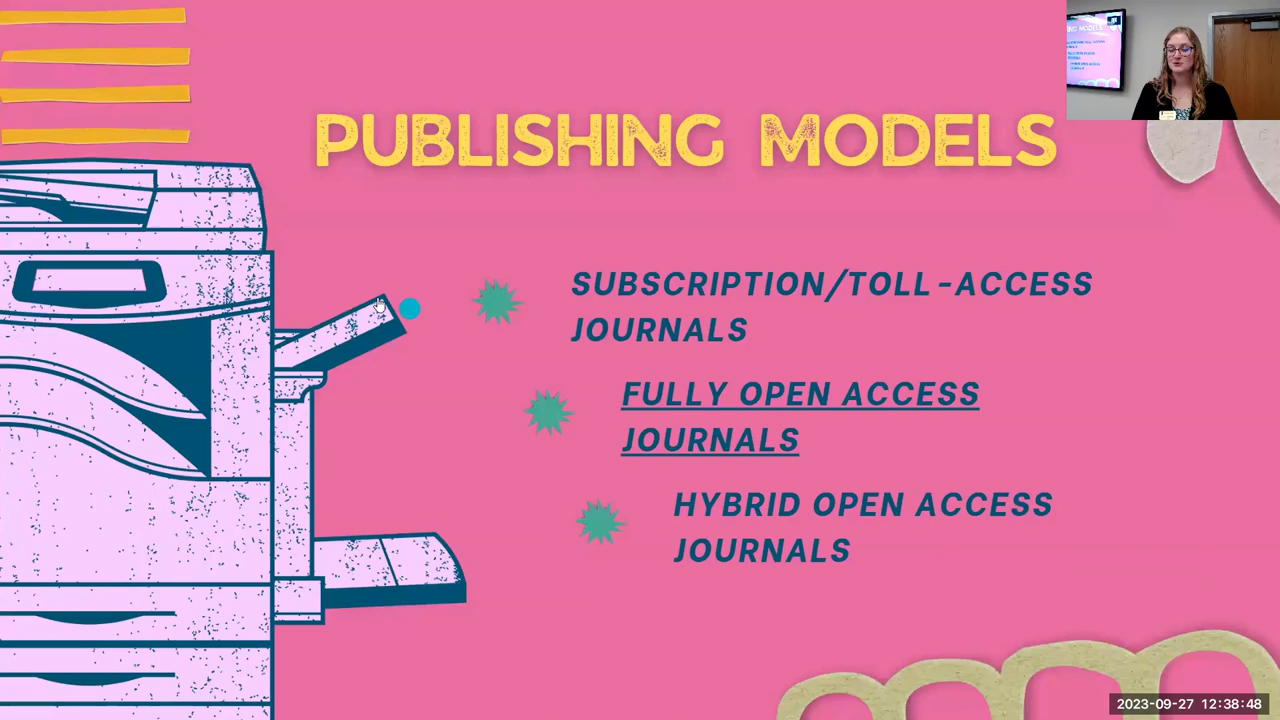 PUBLISHING MODELS
SUBSCRIPTION/TOLL-ACCESS
JOURNALS
FULLY OPEN ACCESS
JOURNALS
HYBRID OPEN ACCESS
JOURNALS
2023-09-27 12:38:48